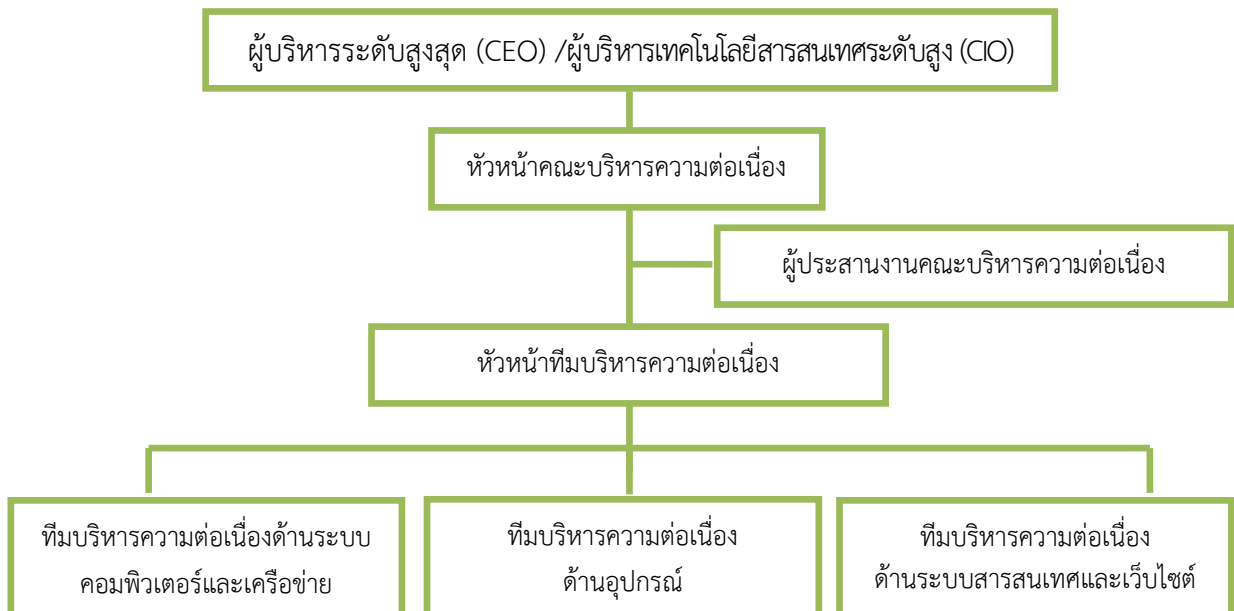 ผู้บริหารระดับสูงสุด (CEO) /ผู้บริหารเทคโนโลยีสารสนเทศระดับสูง (CIO)
หัวหน้าคณะบริหารความต่อเนื่อง
ผู้ประสานงานคณะบริหารความต่อเนื่อง
หัวหน้าทีมบริหารความต่อเนื่อง
ทีมบริหารความต่อเนื่องด้านระบบ
คอมพิวเตอร์และเครือข่าย
ทีมบริหารความต่อเนื่อง
ด้านอุปกรณ์
ทีมบริหารความต่อเนื่อง
ด้านระบบสารสนเทศและเว็บไซต์